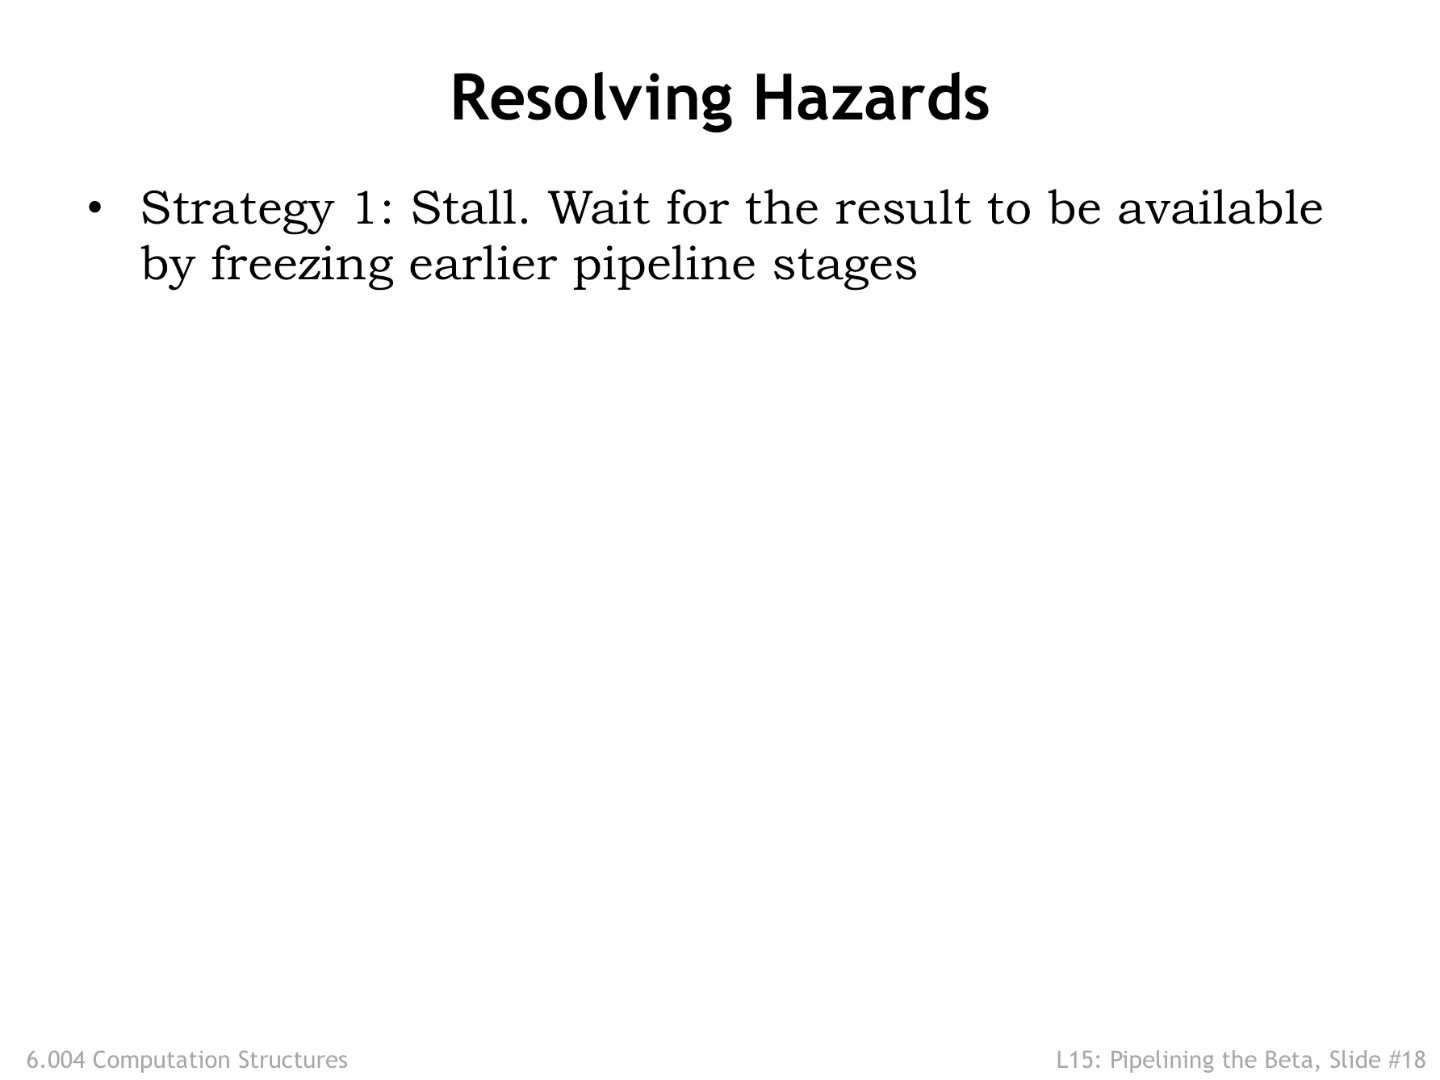 Resolving Hazards
• Strategy 1: Stall. Wait for the result to be available
by freezing earlier pipeline stages
6.004 Computation Structures
L15: Pipelining the Beta, Slide #18